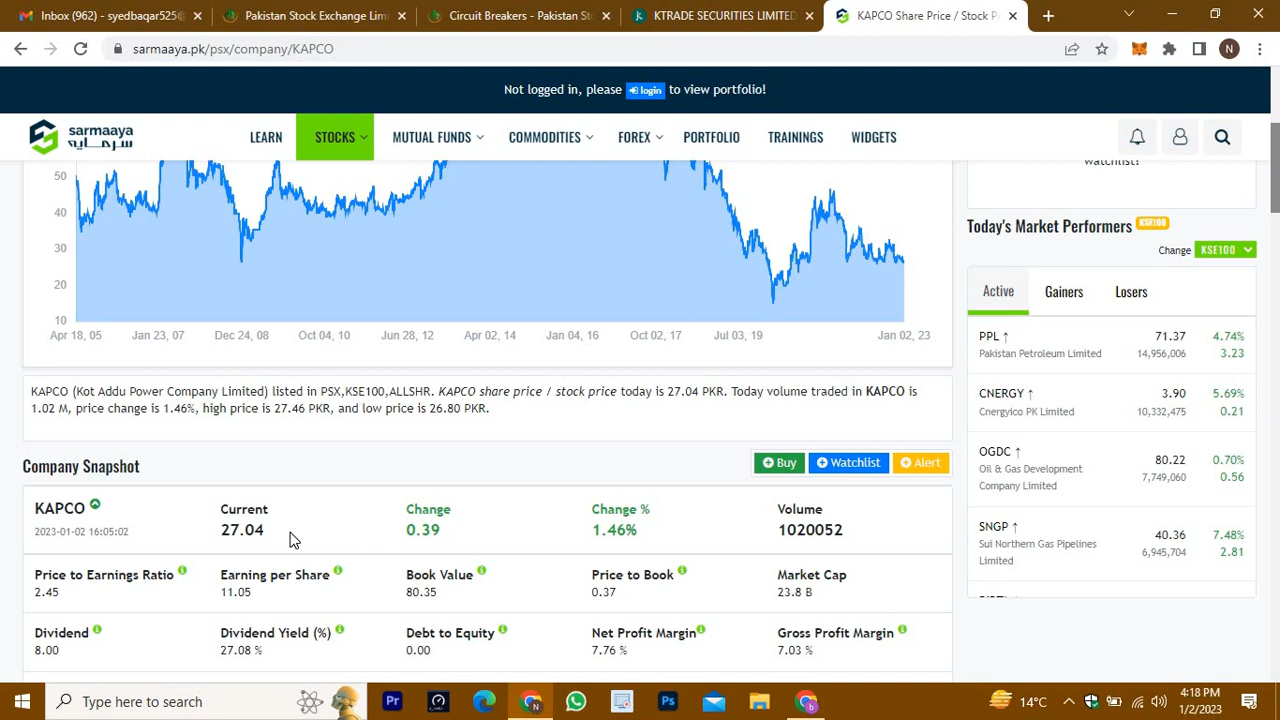 Inbox (962) - syedbaqar525@
Pakistan Stock Exchange Limi
Circuit Breakers - Pakistan St
KTRADE SECURITIES LIMITED
KAPCO Share Price / Stock P
sarmaaya.pk/psx/company/KAPCO
N
Not logged in, please login to view portfolio!
sarmaaya
سرمایہ
LEARN STOCKS MUTUAL FUNDS COMMODITIES FOREX PORTFOLIO TRAININGS WIDGETS
50
40
30
20
10
Apr 18, 05 Jan 23, 07 Dec 24, 08 Oct 04, 10 Jun 28, 12 Apr 02, 14 Jan 04, 16 Oct 02, 17 Jul 03, 19 Jan 02, 23
KAPCO (Kot Addu Power Company Limited) listed in PSX,KSE100,ALLSHR. KAPCO share price / stock price today is 27.04 PKR. Today volume traded in KAPCO is
1.02 M, price change is 1.46%, high price is 27.46 PKR, and low price is 26.80 PKR.
Company Snapshot
Buy Watchlist Alert
KAPCO Current Change Change % Volume
2023-01-02 16:05:02 27.04 0.39 1.46% 1020052
Price to Earnings Ratio Earning per Share Book Value Price to Book Market Cap
2.45 11.05 80.35 0.37 23.8 B
Dividend Dividend Yield (%) Debt to Equity Net Profit Margin Gross Profit Margin
8.00 27.08 % 0.00 7.76 % 7.03 %
watchlist!
Today's Market Performers KSE100
Change KSE100
Active Gainers Losers
PPL ↑ 71.37 4.74%
Pakistan Petroleum Limited 14,956,006 3.23
CNERGY ↑ 3.90 5.69%
Cnergyico PK Limited 10,332,475 0.21
OGDC ↑ 80.22 0.70%
Oil & Gas Development 7,749,060 0.56
Company Limited
SNGP ↑ 40.36 7.48%
Sui Northern Gas Pipelines 6,945,704 2.81
Limited
Type here to search
Pr
Ps
N
b
14°C
4:18 PM
1/2/2023